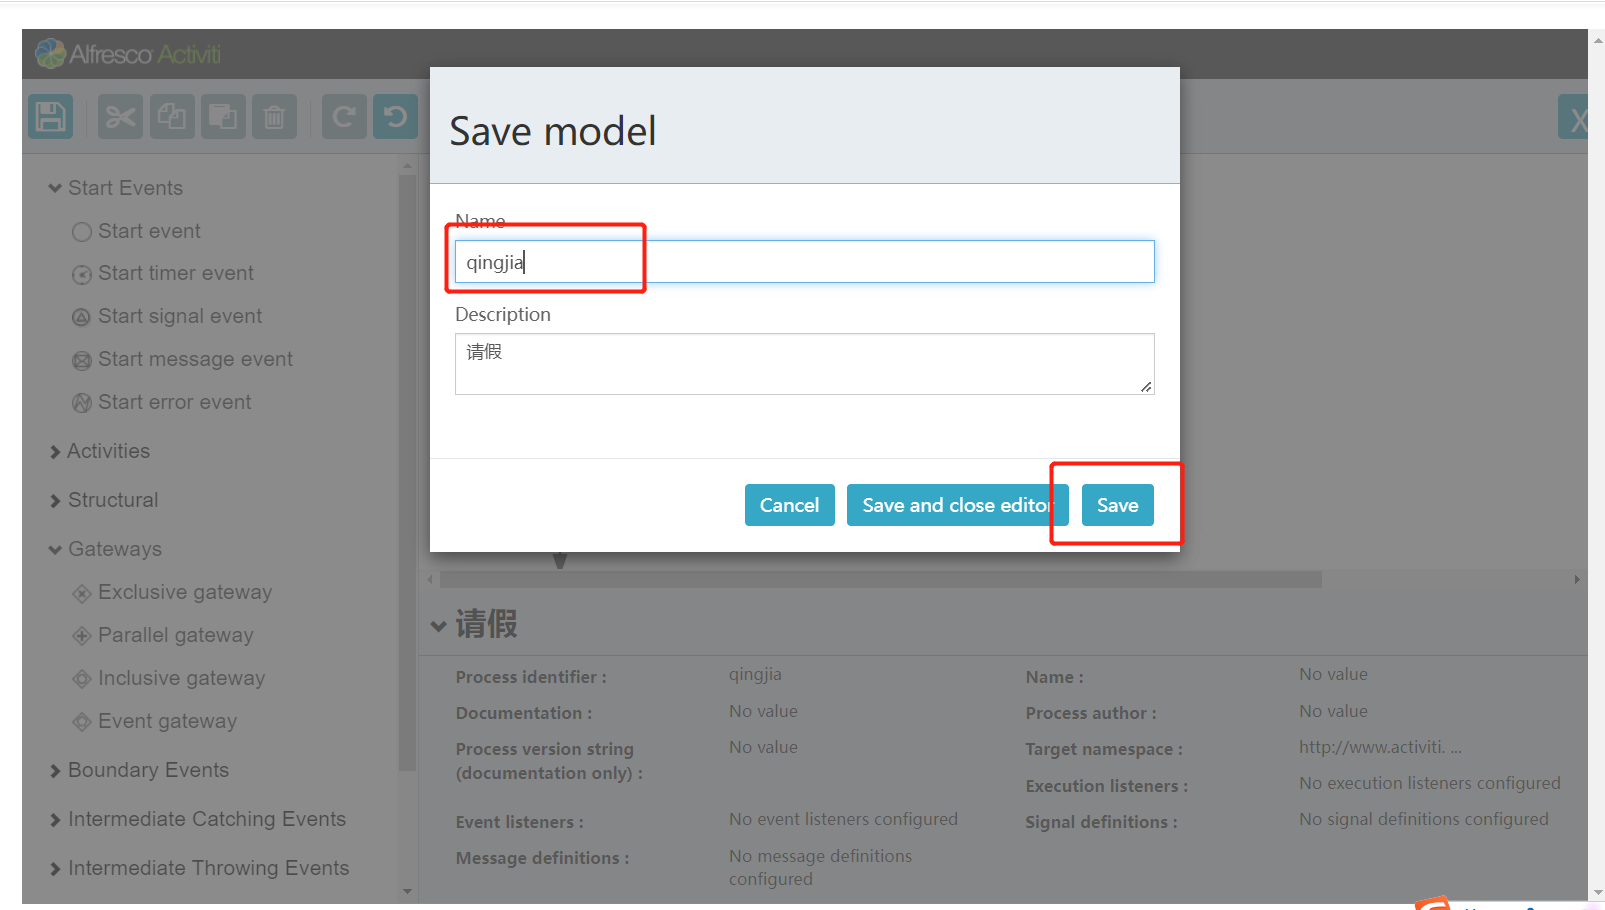 Alfresco Activiti
X
Save model
Name
qingjia
Description
请假
Cancel
Save and close editor
Save
Start Events
Start event
Start timer event
Start signal event
Start message event
Start error event
Activities
Structural
Gateways
Exclusive gateway
Parallel gateway
Inclusive gateway
Event gateway
Boundary Events
Intermediate Catching Events
Intermediate Throwing Events
请假
Process identifier : qingjia
Name : No value
Documentation : No value
Process author : No value
Process version string
(documentation only) :
No value
Target namespace : http://www.activiti. ...
Execution listeners : No execution listeners configured
Event listeners : No event listeners configured
Signal definitions : No signal definitions configured
Message definitions : No message definitions
configured